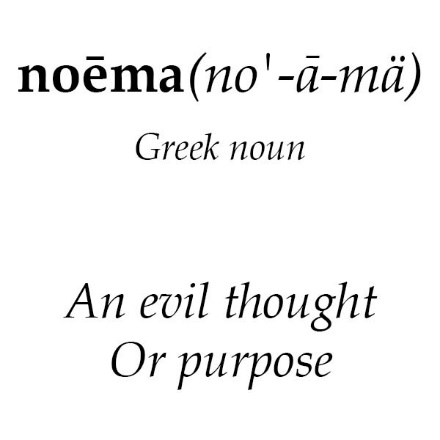 noēma(no'-ā-mä)
Greek noun
An evil thought
Or purpose